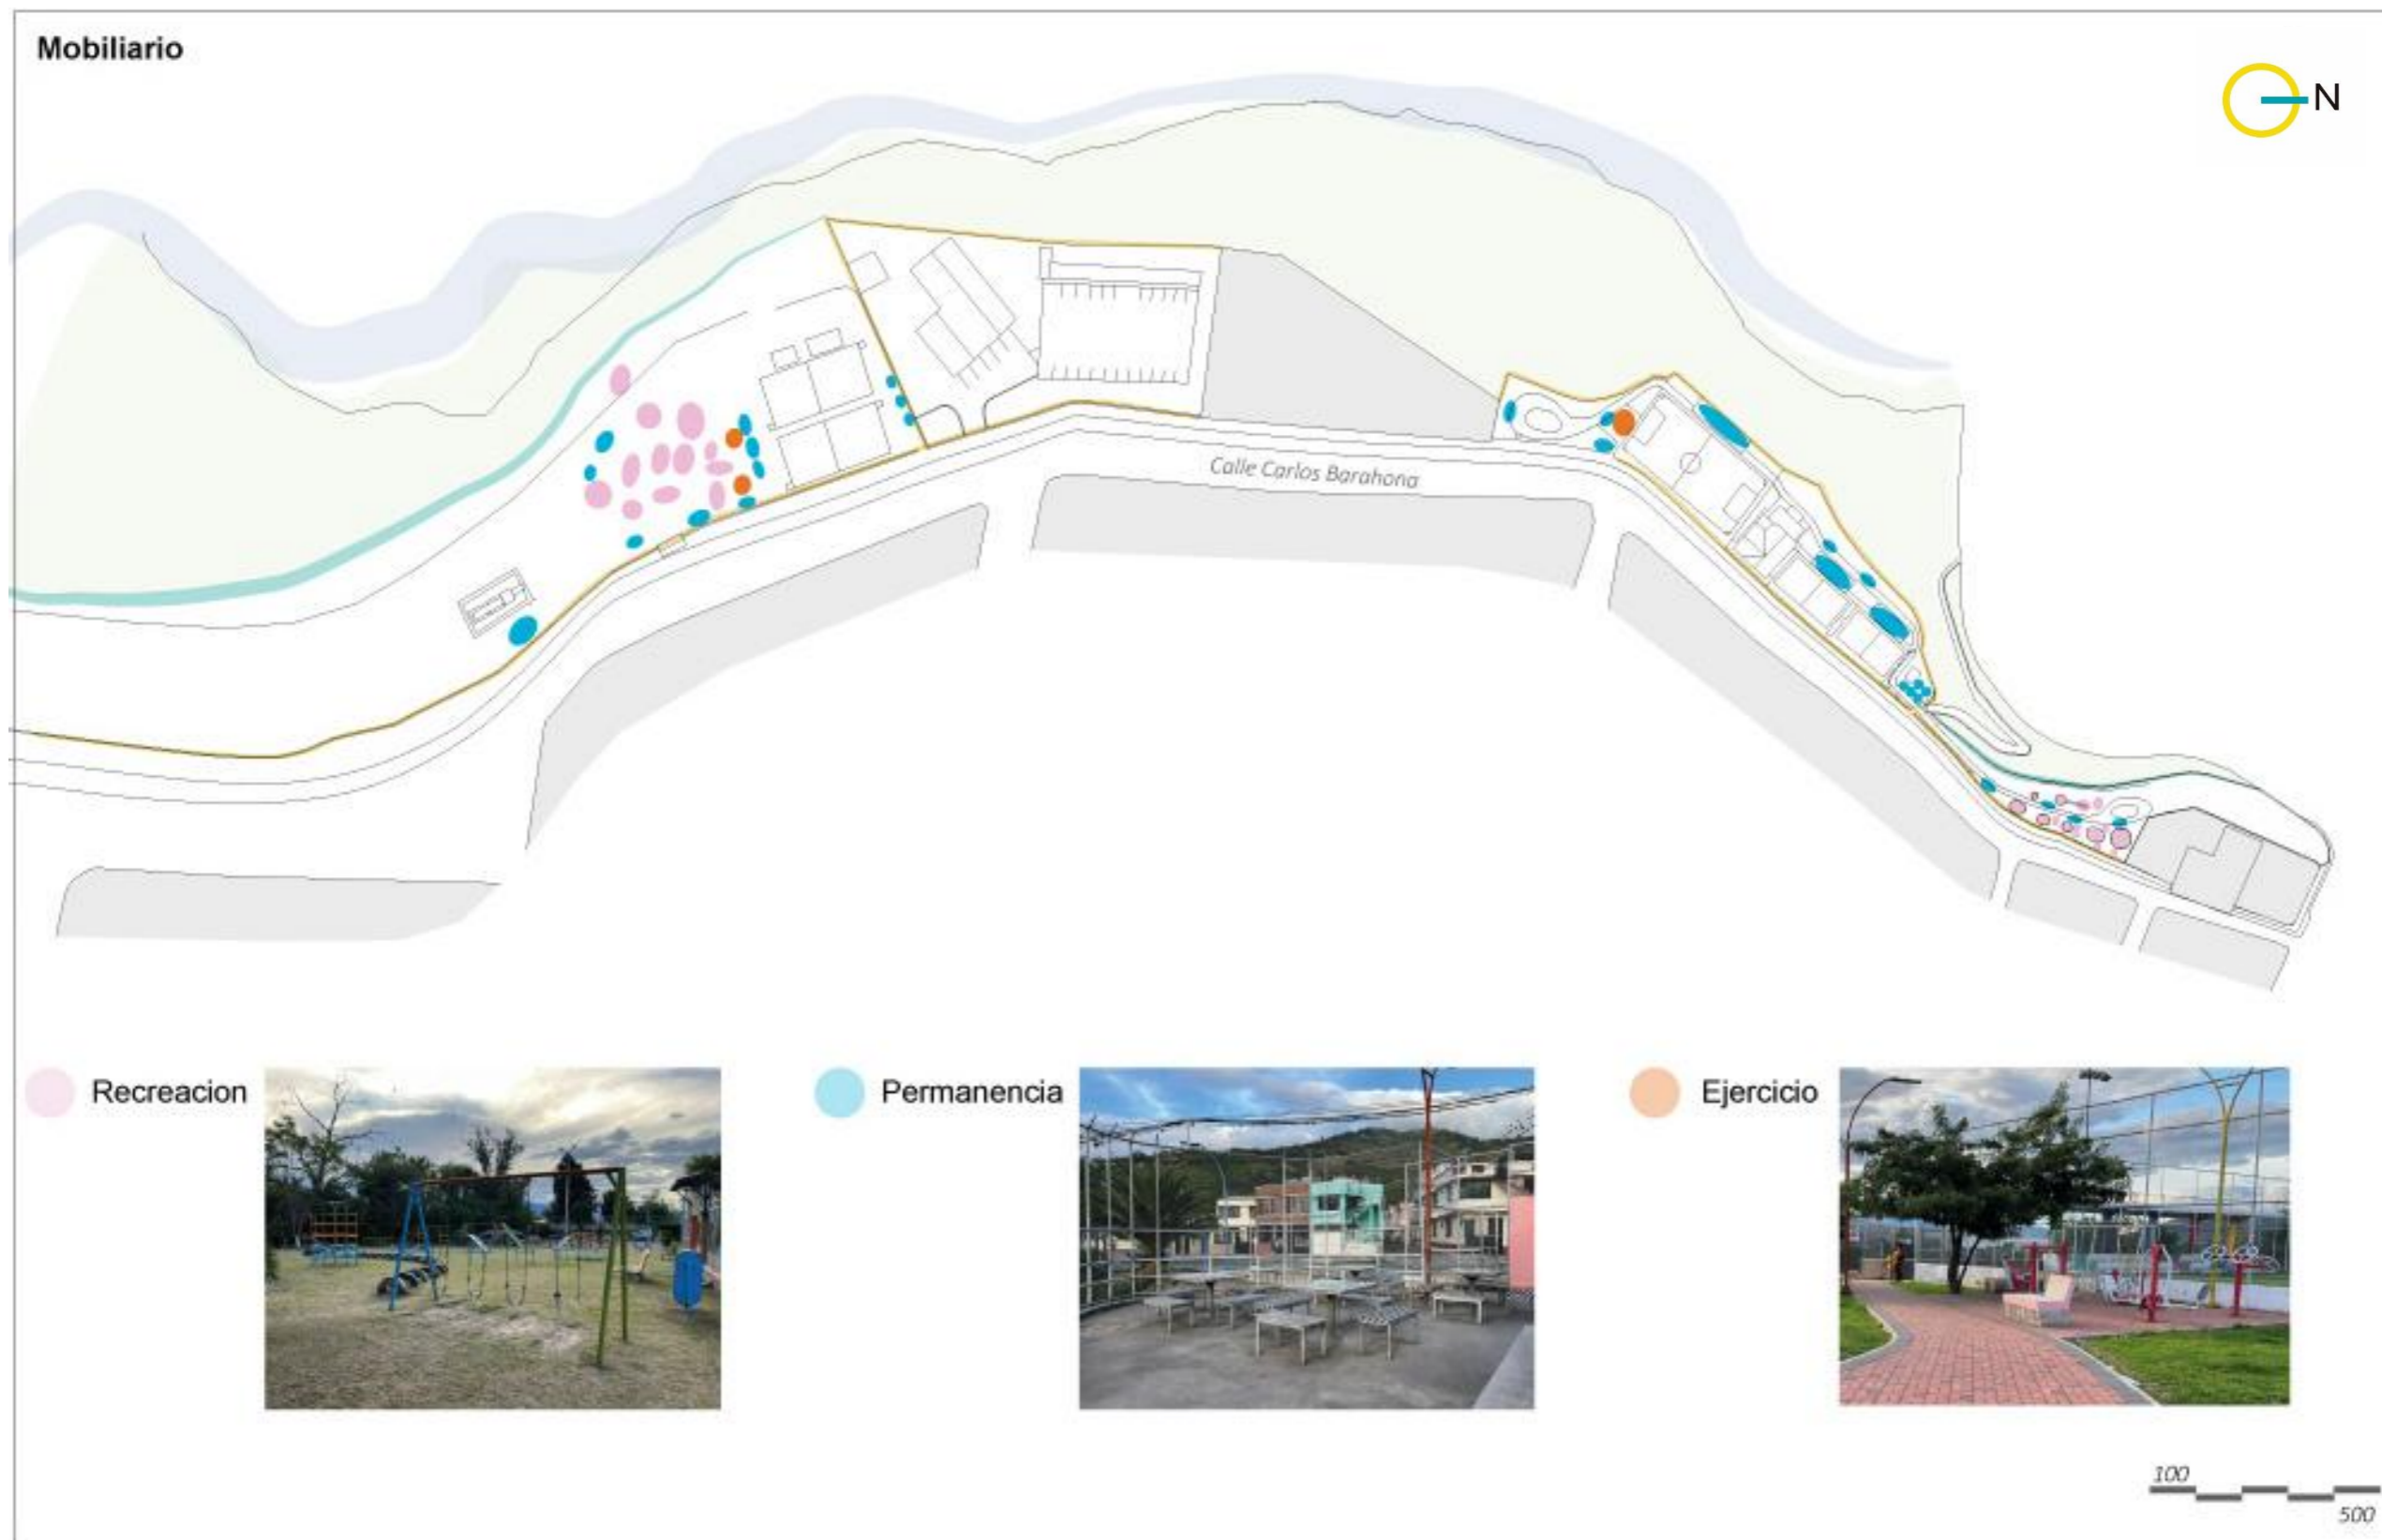 Mobiliario
N
Calle Carlos Barahona
Recreacion
Permanencia
Ejercicio
100
500